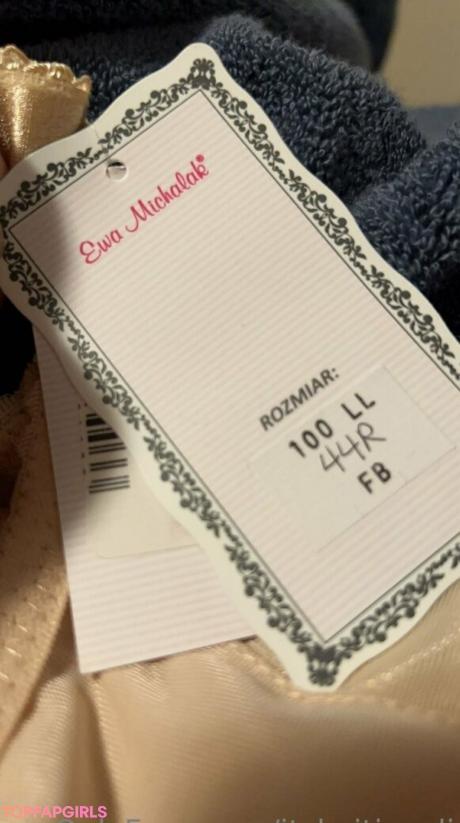 Ewa Michalak®
ROZMIAR:
100 LL
44R
FB
TOPFAPGIRLS